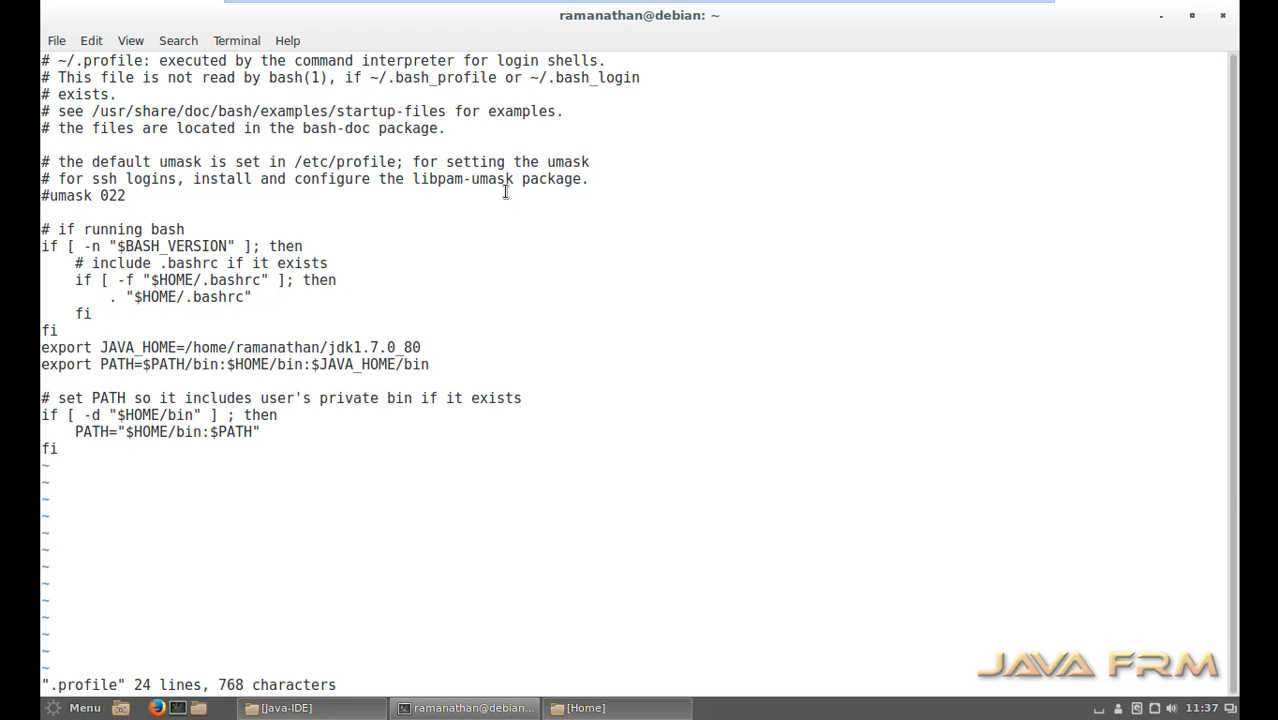 ramanathan@debian: ~
File Edit View Search Terminal Help
# ~/.profile: executed by the command interpreter for login shells.
# This file is not read by bash(1), if ~/.bash_profile or ~/.bash_login
# exists.
# see /usr/share/doc/bash/examples/startup-files for examples.
# the files are located in the bash-doc package.
# the default umask is set in /etc/profile; for setting the umask
# for ssh logins, install and configure the libpam-umask package.
#umask 022
# if running bash
if [ -n "$BASH_VERSION" ]; then
    # include .bashrc if it exists
    if [ -f "$HOME/.bashrc" ]; then
        . "$HOME/.bashrc"
    fi
fi
export JAVA_HOME=/home/ramanathan/jdk1.7.0_80
export PATH=$PATH/bin:$HOME/bin:$JAVA_HOME/bin
# set PATH so it includes user's private bin if it exists
if [ -d "$HOME/bin" ] ; then
    PATH="$HOME/bin:$PATH"
fi
~
~
~
~
~
~
~
~
~
~
~
~
~
JAVA FRM
".profile" 24 lines, 768 characters
Menu [Java-IDE] ramanathan@debian... [Home] 11:37